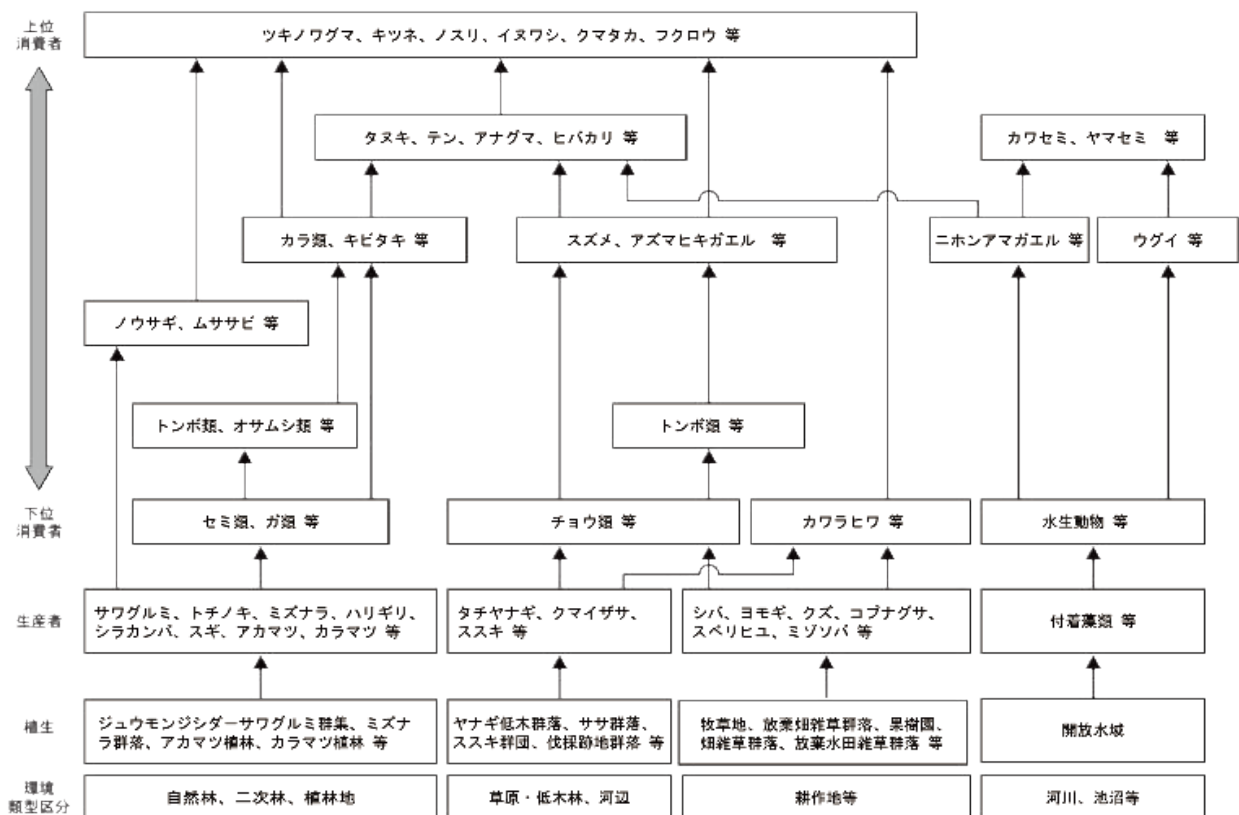 上位
消費者
ツキノワグマ、キツネ、ノスリ、イヌワシ、クマタカ、フクロウ 等
タヌキ、テン、アナグマ、ヒバカリ 等
カワセミ、ヤマセミ 等
カラ類、キビタキ 等
スズメ、アズマヒキガエル 等
ニホンアマガエル 等
ウグイ 等
ノウサギ、ムササビ 等
トンボ類、オサムシ類 等
トンボ類 等
下位
消費者
セミ類、ガ類 等
チョウ類 等
カワラヒワ 等
水生動物 等
生産者
サワグルミ、トチノキ、ミズナラ、ハリギリ、
シラカンバ、スギ、アカマツ、カラマツ 等
タチヤナギ、クマイザサ、
ススキ 等
シバ、ヨモギ、クズ、コブナグサ、
スベリヒユ、ミゾソバ 等
付着藻類 等
植生
ジュウモンジシダーサワグルミ群集、ミズナ
ラ群落、アカマツ植林、カラマツ植林 等
ヤナギ低木群落、ササ群落、
ススキ群団、伐採跡地群落 等
牧草地、放棄畑雑草群落、果樹園、
畑雑草群落、放棄水田雑草群落 等
開放水域
環境
類型区分
自然林、二次林、植林地
草原・低木林、河辺
耕作地等
河川、池沼等